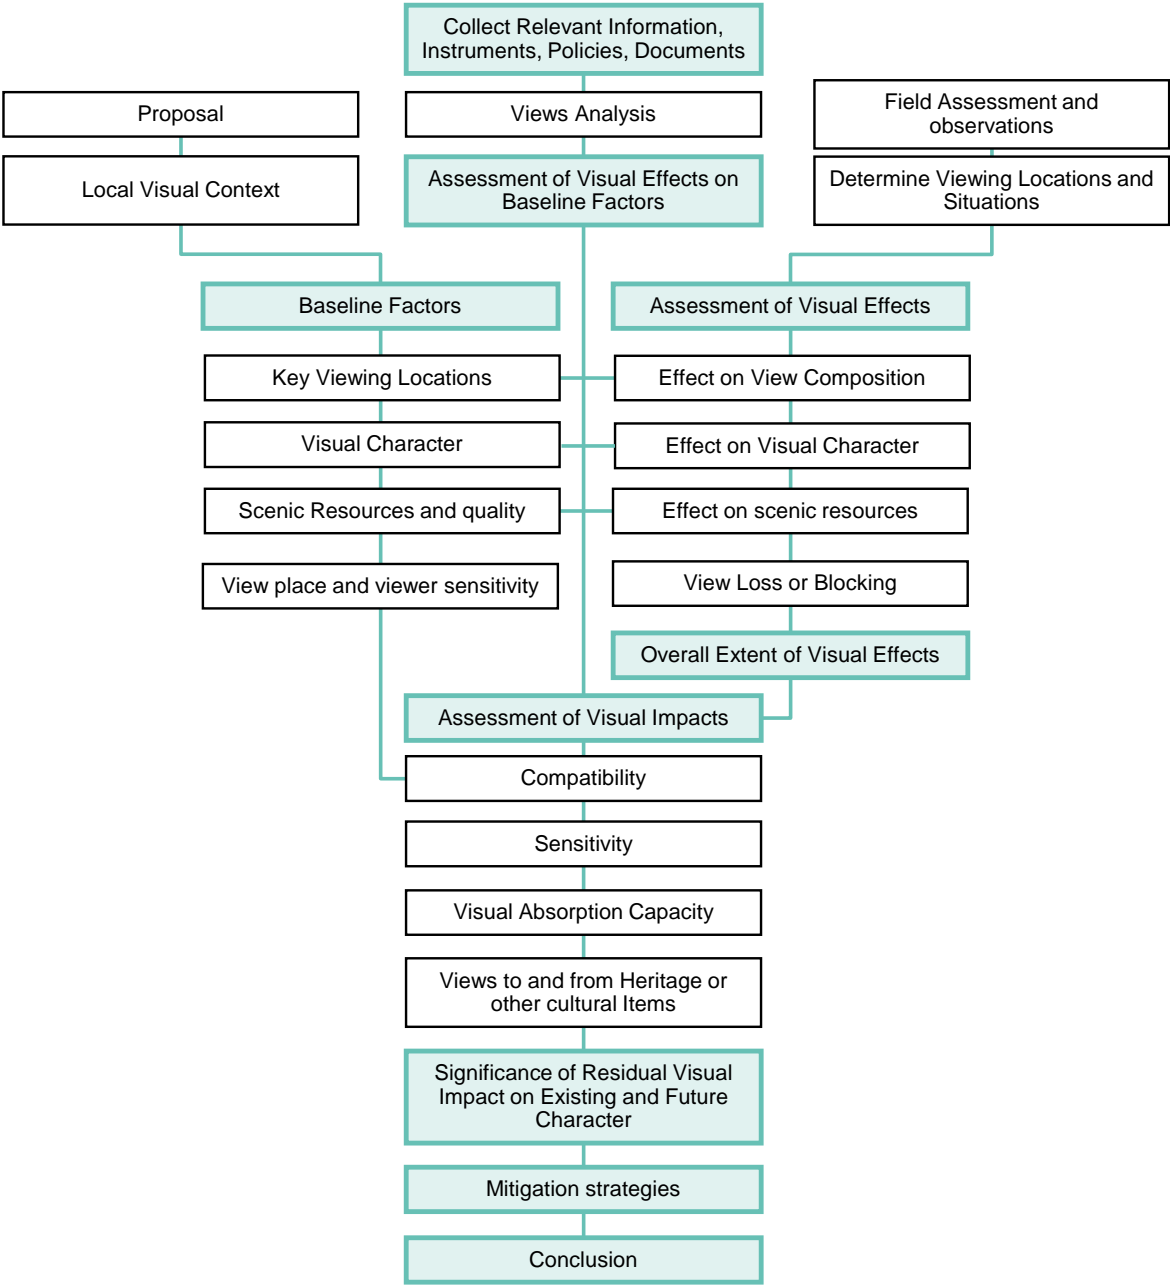 Collect Relevant Information,
Instruments, Policies, Documents
Proposal
Views Analysis
Field Assessment and
observations
Local Visual Context
Assessment of Visual Effects on
Baseline Factors
Determine Viewing Locations and
Situations
Baseline Factors
Assessment of Visual Effects
Key Viewing Locations
Effect on View Composition
Visual Character
Effect on Visual Character
Scenic Resources and quality
Effect on scenic resources
View place and viewer sensitivity
View Loss or Blocking
Overall Extent of Visual Effects
Assessment of Visual Impacts
Compatibility
Sensitivity
Visual Absorption Capacity
Views to and from Heritage or
other cultural Items
Significance of Residual Visual
Impact on Existing and Future
Character
Mitigation strategies
Conclusion